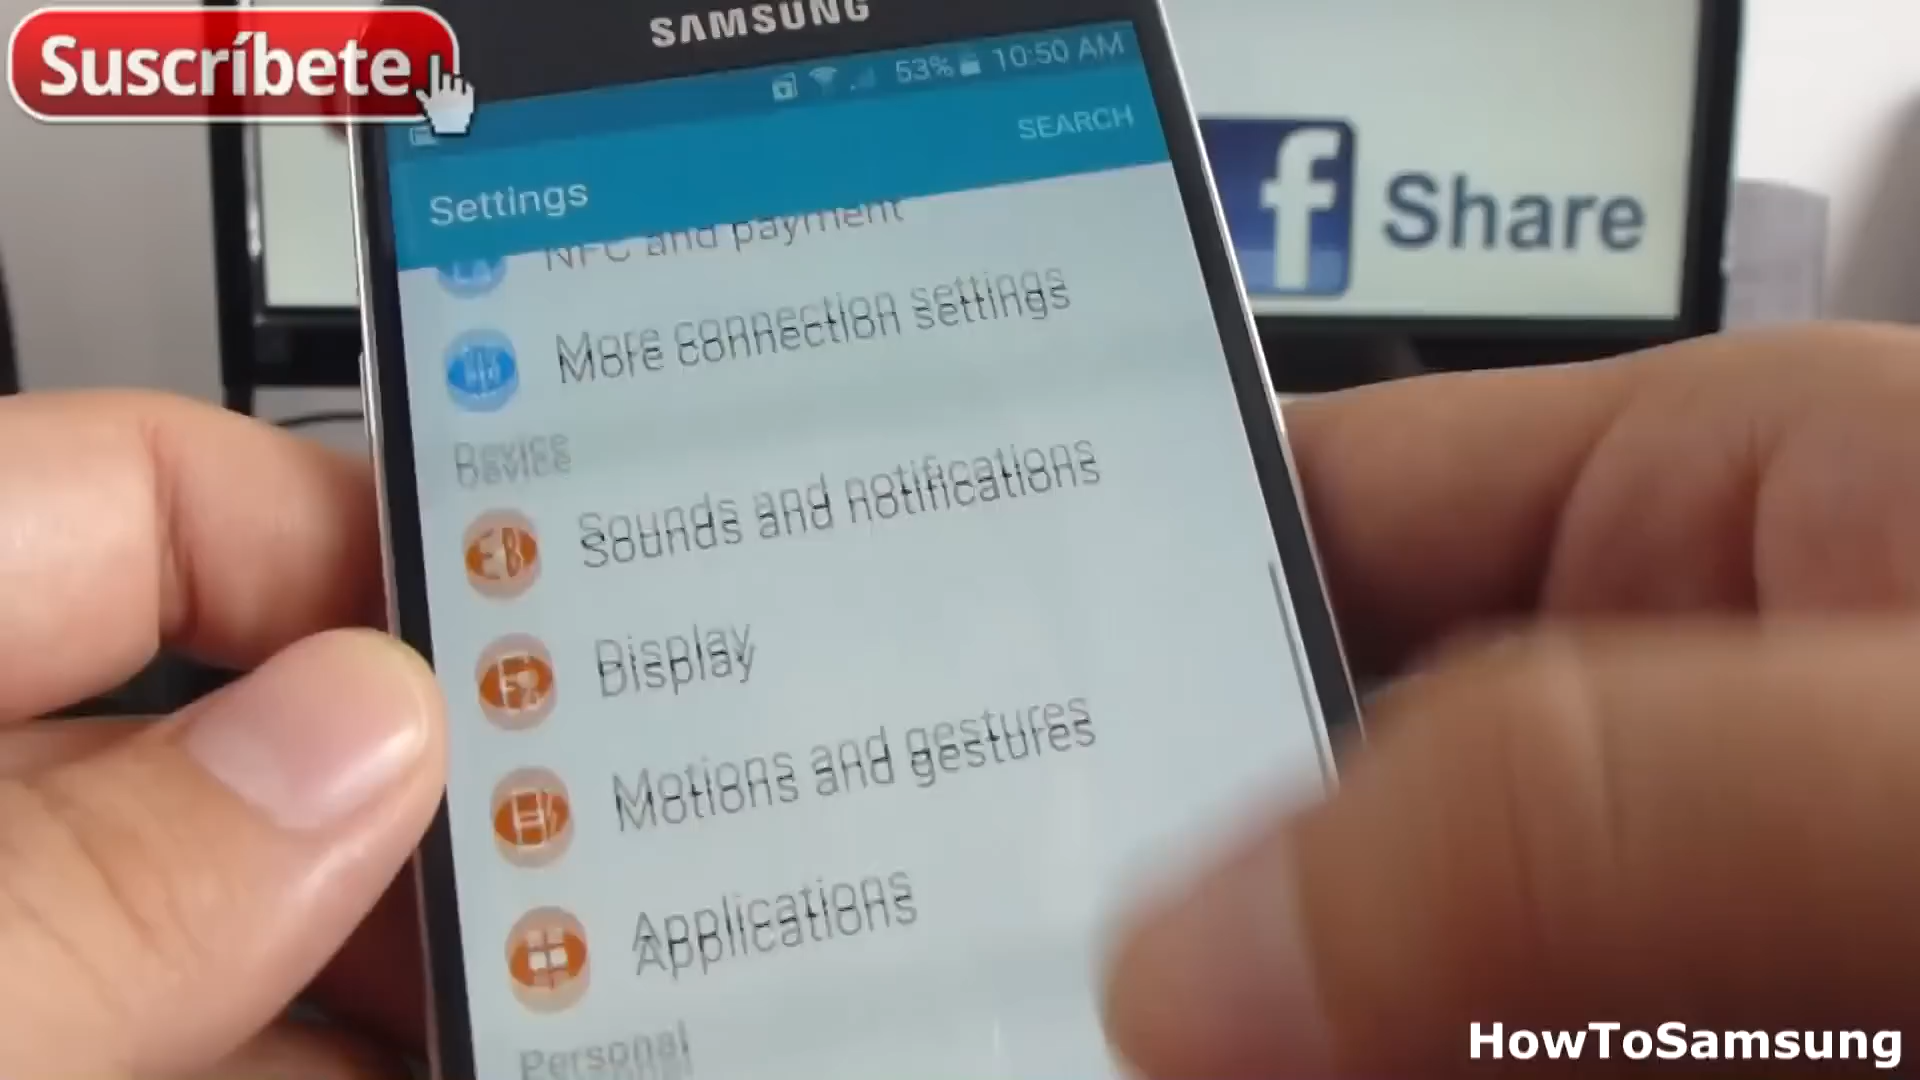 Suscríbete
SAMSUNG
53% 10:50 AM
SEARCH
Settings
NFC and payment
More connection settings
Device
Sounds and notifications
Display
Motions and gestures
Applications
Personal
f Share
HowToSamsung